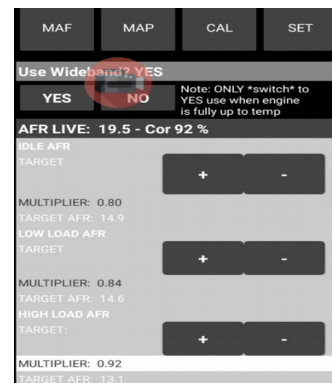 MAF MAP CAL SET
Use Wideband? YES
YES NO
Note: ONLY *switch* to
YES use when engine
is fully up to temp
AFR LIVE: 19.5 - Cor 92 %
IDLE AFR
TARGET
+ -
MULTIPLIER: 0.80
TARGET AFR: 14.9
LOW LOAD AFR
TARGET
+ -
MULTIPLIER: 0.84
TARGET AFR: 14.6
HIGH LOAD AFR
TARGET:
+ -
MULTIPLIER: 0.92
TARGET AFR: 13.1